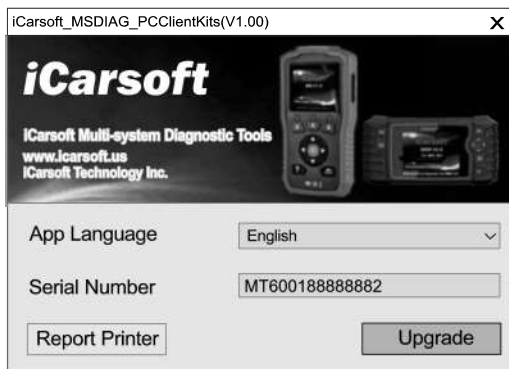 iCarsoft_MSDIAG_PCClientKits(V1.00) X
iCarsoft
iCarsoft Multi-system Diagnostic Tools
www.icarsoft.us
iCarsoft Technology Inc.
App Language English
Serial Number MT600188888882
Report Printer Upgrade